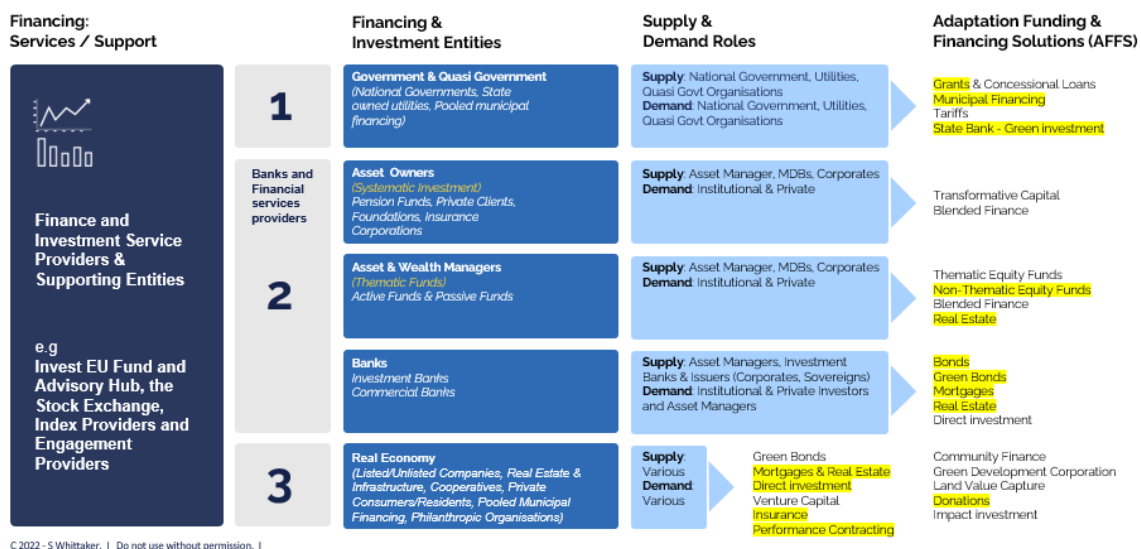 Financing:
Services / Support
Financing &
Investment Entities
Supply &
Demand Roles
Adaptation Funding &
Financing Solutions (AFFS)
Finance and
Investment Service
Providers &
Supporting Entities
e.g
Invest EU Fund and
Advisory Hub, the
Stock Exchange,
Index Providers and
Engagement
Providers
1
Government & Quasi Government
(National Governments, State
owned utilities, Pooled municipal
financing)
Supply: National Government, Utilities,
Quasi Govt Organisations
Demand: National Government, Utilities,
Quasi Govt Organisations
Grants & Concessional Loans
Municipal Financing
Tariffs
State Bank - Green investment
Banks and
Financial
services
providers
2
Asset Owners
(Systematic Investment)
Pension Funds, Private Clients,
Foundations, Insurance
Corporations
Supply: Asset Manager, MDBs, Corporates
Demand: Institutional & Private
Transformative Capital
Blended Finance
Asset & Wealth Managers
(Thematic Funds)
Active Funds & Passive Funds
Supply: Asset Manager, MDBs, Corporates
Demand: Institutional & Private
Thematic Equity Funds
Non-Thematic Equity Funds
Blended Finance
Real Estate
Banks
Investment Banks
Commercial Banks
Supply: Asset Managers, Investment
Banks & Issuers (Corporates, Sovereigns)
Demand: Institutional & Private Investors
and Asset Managers
Bonds
Green Bonds
Mortgages
Real Estate
Direct investment
3
Real Economy
(Listed/Unlisted Companies, Real Estate &
Infrastructure, Cooperatives, Private
Consumers/Residents, Pooled Municipal
Financing, Philanthropic Organisations)
Supply:
Various
Demand:
Various
Green Bonds
Mortgages & Real Estate
Direct investment
Venture Capital
Insurance
Performance Contracting
Community Finance
Green Development Corporation
Land Value Capture
Donations
Impact investment
C 2022 - S Whittaker. | Do not use without permission. |